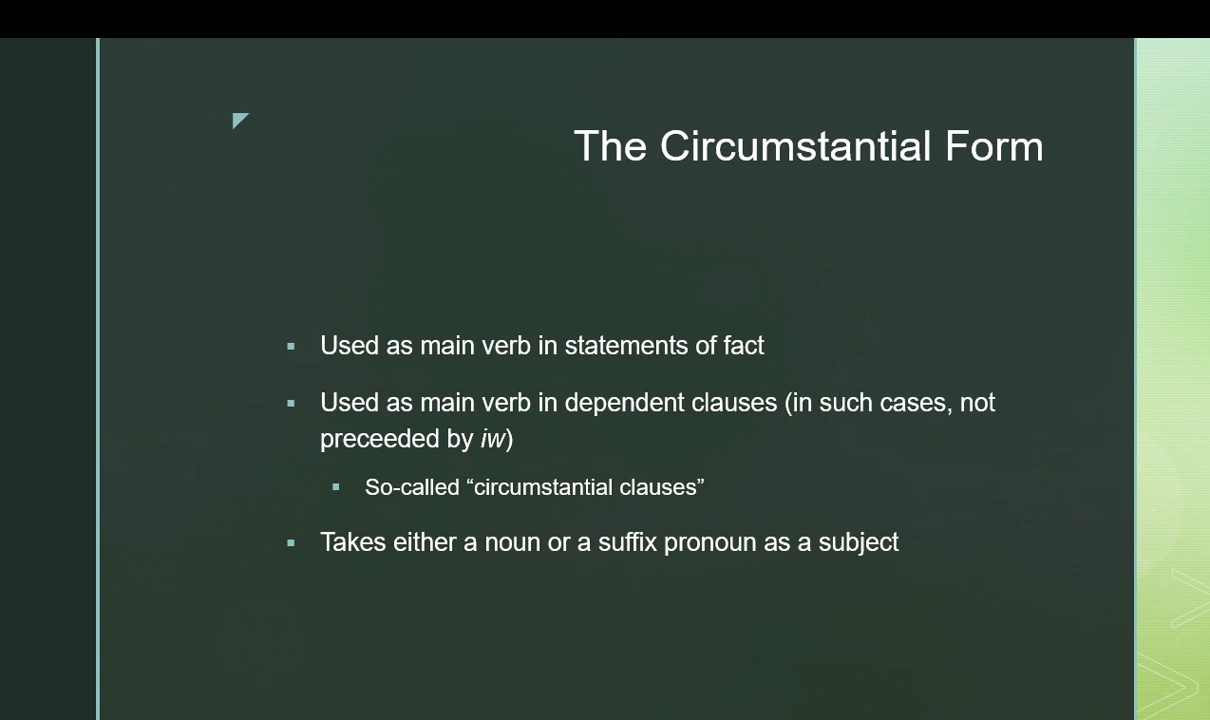 The Circumstantial Form
Used as main verb in statements of fact
Used as main verb in dependent clauses (in such cases, not
preceeded by iw)
So-called “circumstantial clauses”
Takes either a noun or a suffix pronoun as a subject